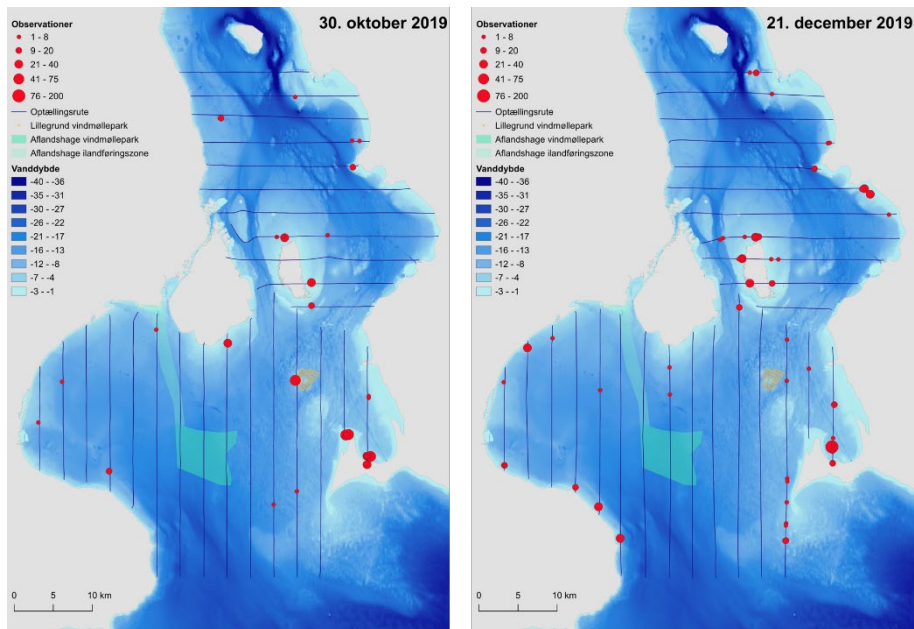 30. oktober 2019
Observationer
1 - 8
9 - 20
21 - 40
41 - 75
76 - 200
Optællingsrute
Lillegrund vindmøllepark
Aflandshage vindmøllepark
Aflandshage ilandføringszone
Vanddybde
-40 - -36
-35 - -31
-30 - -27
-26 - -22
-21 - -17
-16 - -13
-12 - -8
-7 - -4
-3 - -1
0 5 10 km
21. december 2019
Observationer
1 - 8
9 - 20
21 - 40
41 - 75
76 - 200
Optællingsrute
Lillegrund vindmøllepark
Aflandshage vindmøllepark
Aflandshage ilandføringszone
Vanddybde
-40 - -36
-35 - -31
-30 - -27
-26 - -22
-21 - -17
-16 - -13
-12 - -8
-7 - -4
-3 - -1
0 5 10 km